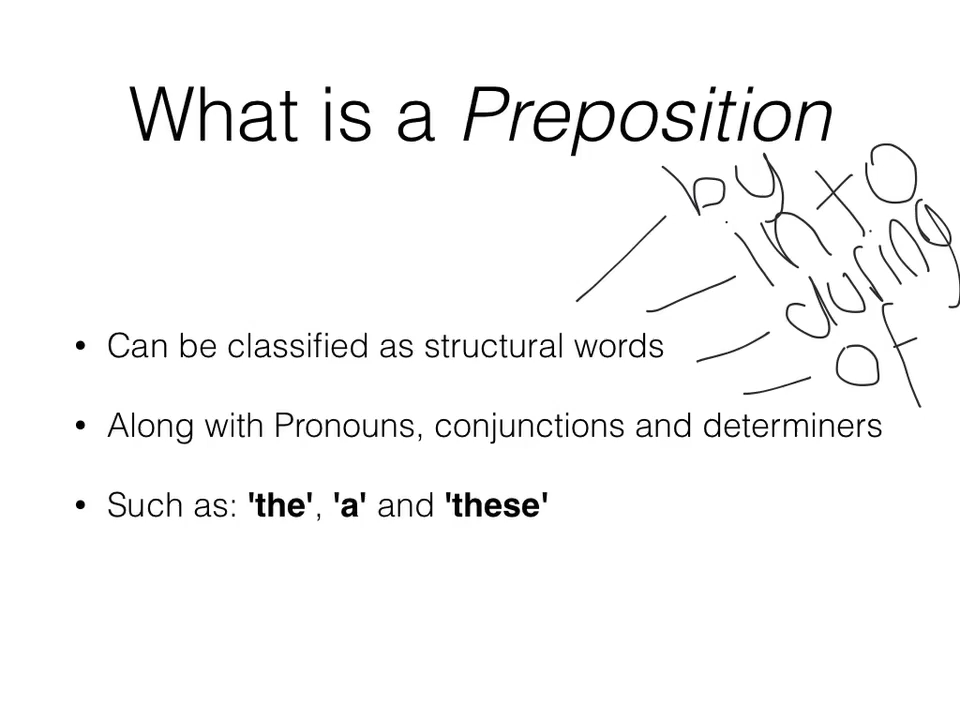 What is a Preposition
- by
- into
- during
- of
• Can be classified as structural words
• Along with Pronouns, conjunctions and determiners
• Such as: 'the', 'a' and 'these'